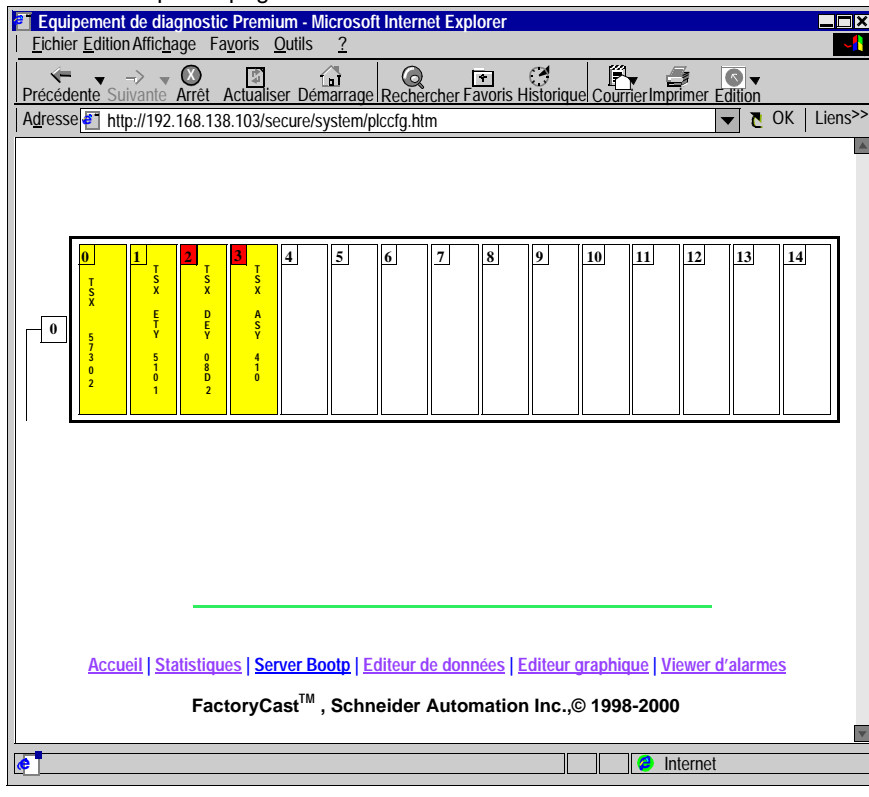 Equipement de diagnostic Premium - Microsoft Internet Explorer
Fichier Edition Affichage Favoris Outils ?
Précédente Suivante Arrêt Actualiser Démarrage Rechercher Favoris Historique Courrier Imprimer Edition
Adresse http://192.168.138.103/secure/system/plccfg.htm OK Liens>>
0 1 2 3 4 5 6 7 8 9 10 11 12 13 14
TSX 57302
TSX ETY 5101
TSX DEY 08D2
TSX ASY 410
0
Accueil | Statistiques | Server Bootp | Editeur de données | Editeur graphique | Viewer d'alarmes
FactoryCast™ , Schneider Automation Inc.,© 1998-2000
Internet